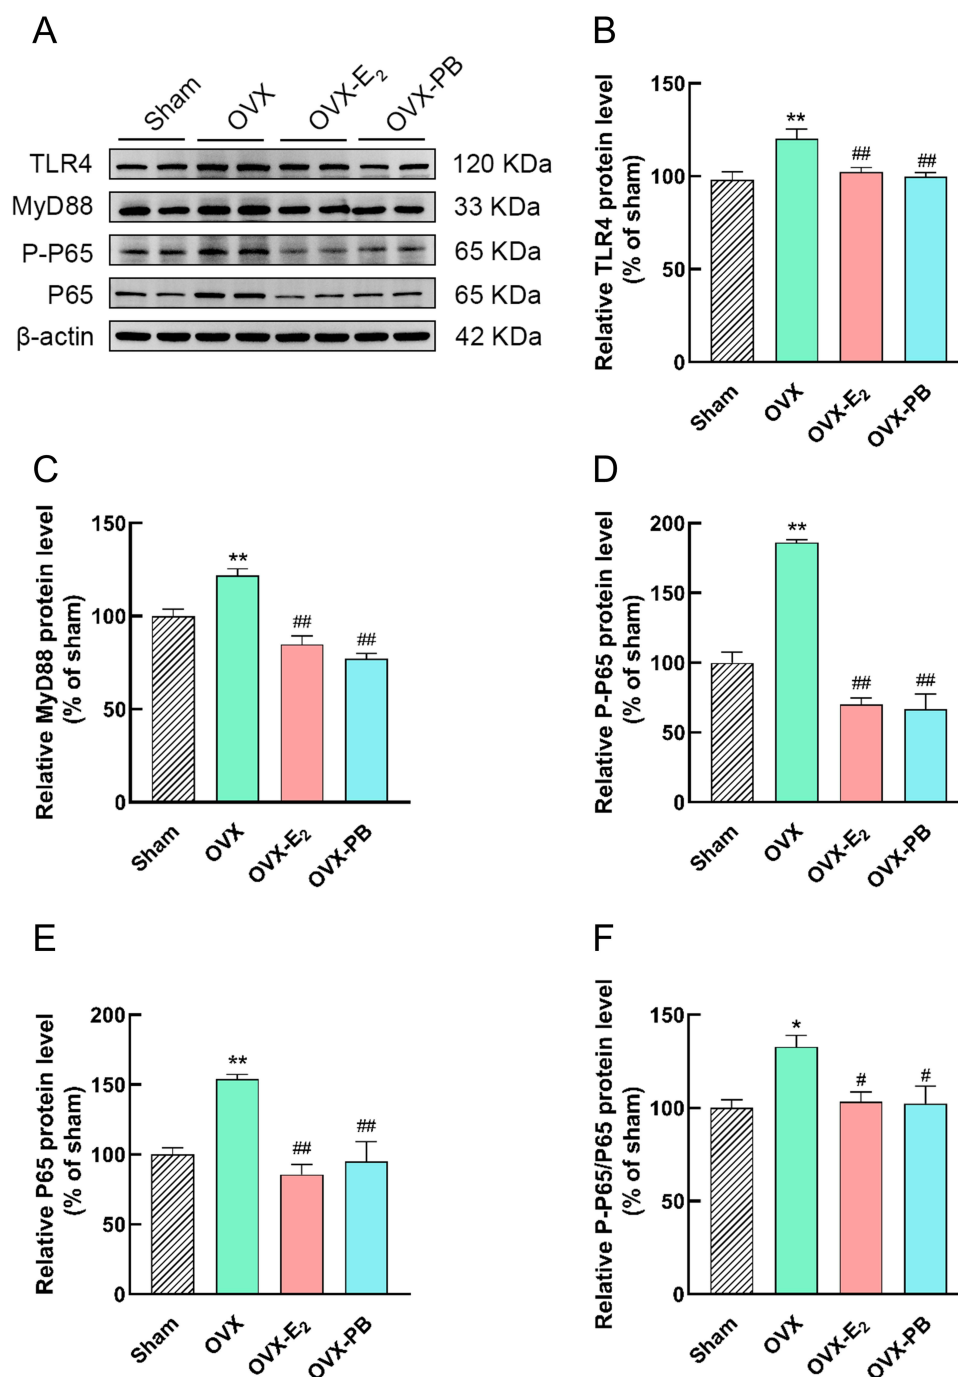 A
Sham
OVX
OVX-E2
OVX-PB
TLR4
120 KDa
MyD88
33 KDa
P-P65
65 KDa
P65
65 KDa
β-actin
42 KDa
B
Relative TLR4 protein level
(% of sham)
150
100
50
0
**
##
##
Sham
OVX
OVX-E2
OVX-PB
C
Relative MyD88 protein level
(% of sham)
150
100
50
0
**
##
##
Sham
OVX
OVX-E2
OVX-PB
D
Relative P-P65 protein level
(% of sham)
200
150
100
50
0
**
##
##
Sham
OVX
OVX-E2
OVX-PB
E
Relative P65 protein level
(% of sham)
200
150
100
50
0
**
##
##
Sham
OVX
OVX-E2
OVX-PB
F
Relative P-P65/P65 protein level
(% of sham)
150
100
50
0
*
#
#
Sham
OVX
OVX-E2
OVX-PB